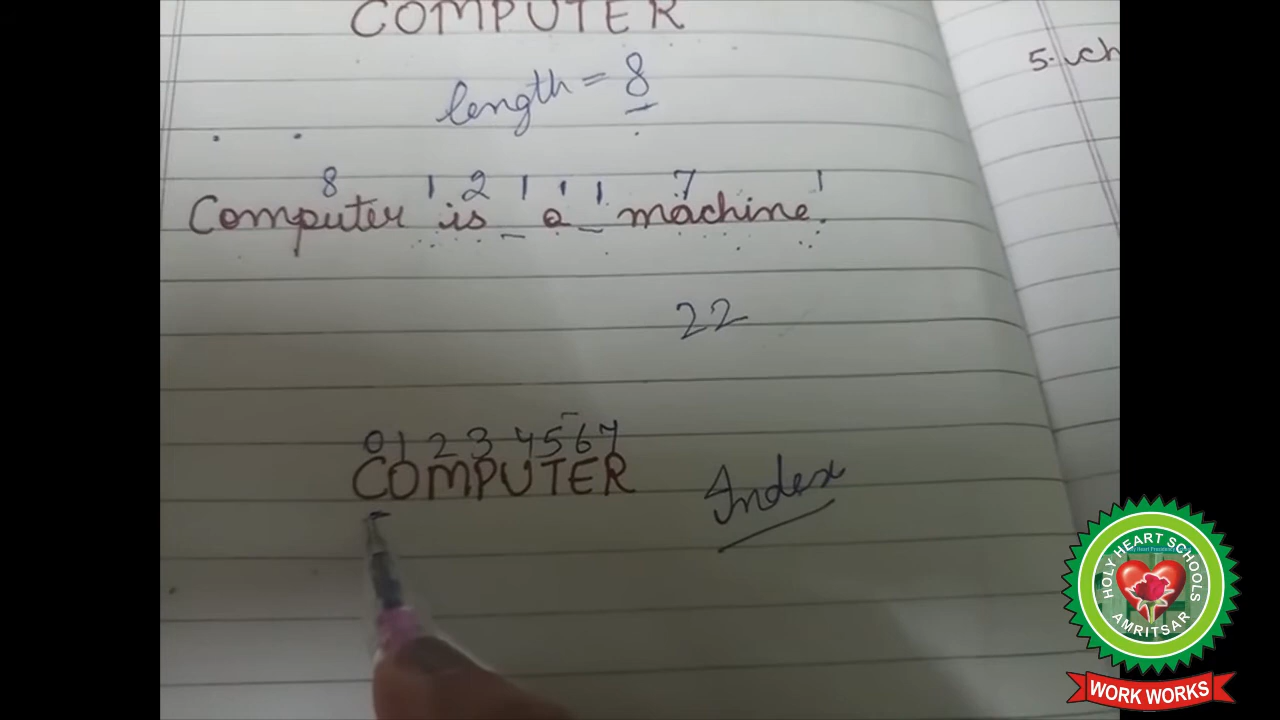 COMPUTER
length = 8
5.
8 1 2 1 1 1 7 1
Computer is _ a _ machine.
22
0 1 2 3 4 5 6 7
COMPUTER
Index
HOLY HEART SCHOOLS
AMRITSAR
WORK WORKS